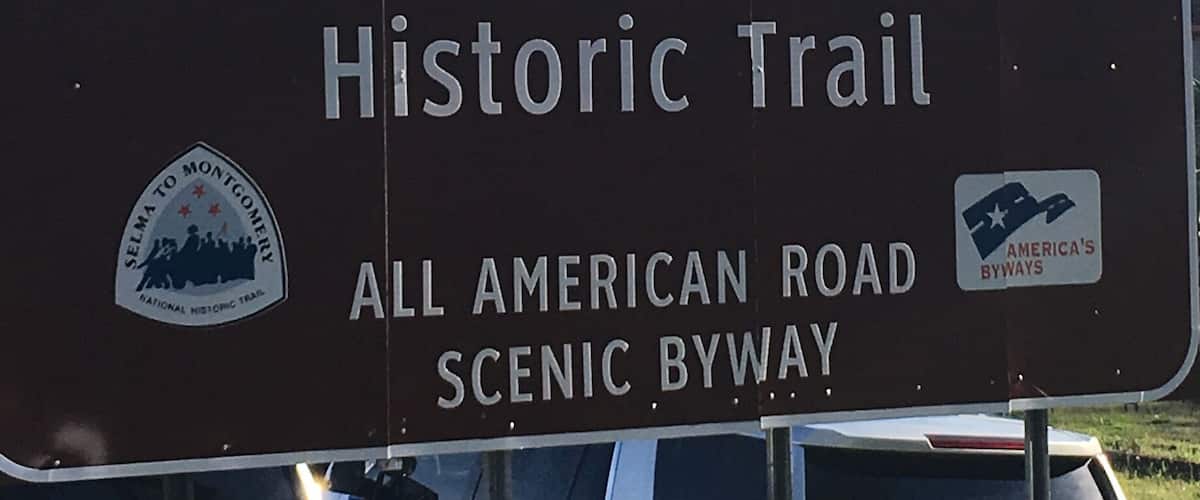 Historic Trail
SELMA TO MONTGOMERY
NATIONAL HISTORIC TRAIL
ALL AMERICAN ROAD
SCENIC BYWAY
AMERICA'S
BYWAYS